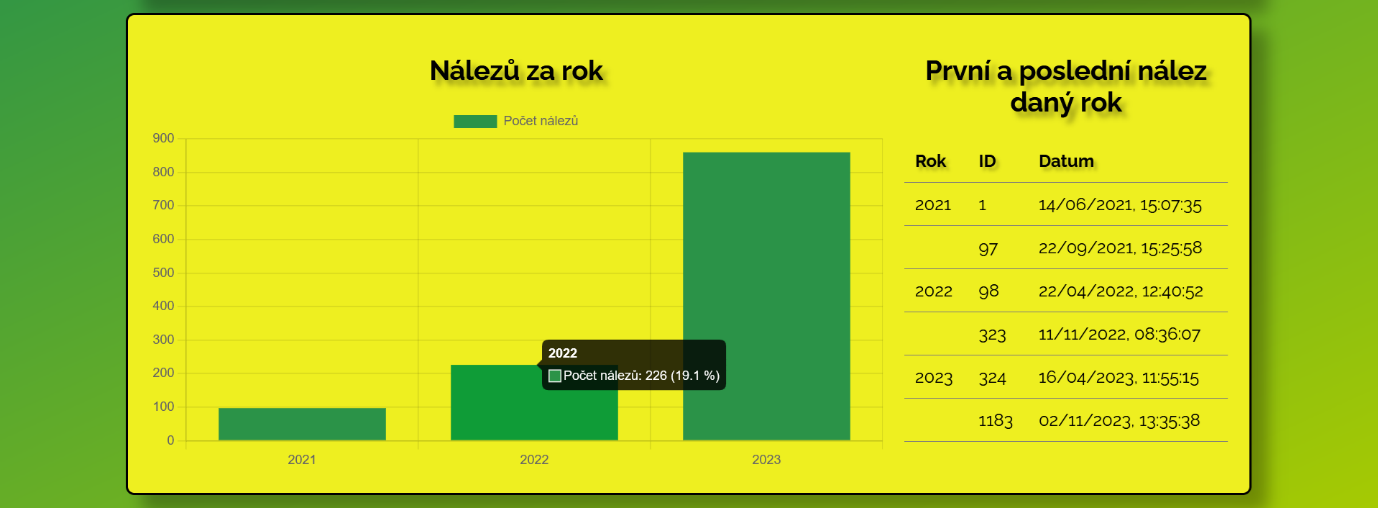 Nálezů za rok
Počet nálezů
900
800
700
600
500
400
300
200
100
0
2021
2022
2023
2022
Počet nálezů: 226 (19.1 %)
První a poslední nález
daný rok
Rok ID Datum
2021 1 14/06/2021, 15:07:35
97 22/09/2021, 15:25:58
2022 98 22/04/2022, 12:40:52
323 11/11/2022, 08:36:07
2023 324 16/04/2023, 11:55:15
1183 02/11/2023, 13:35:38